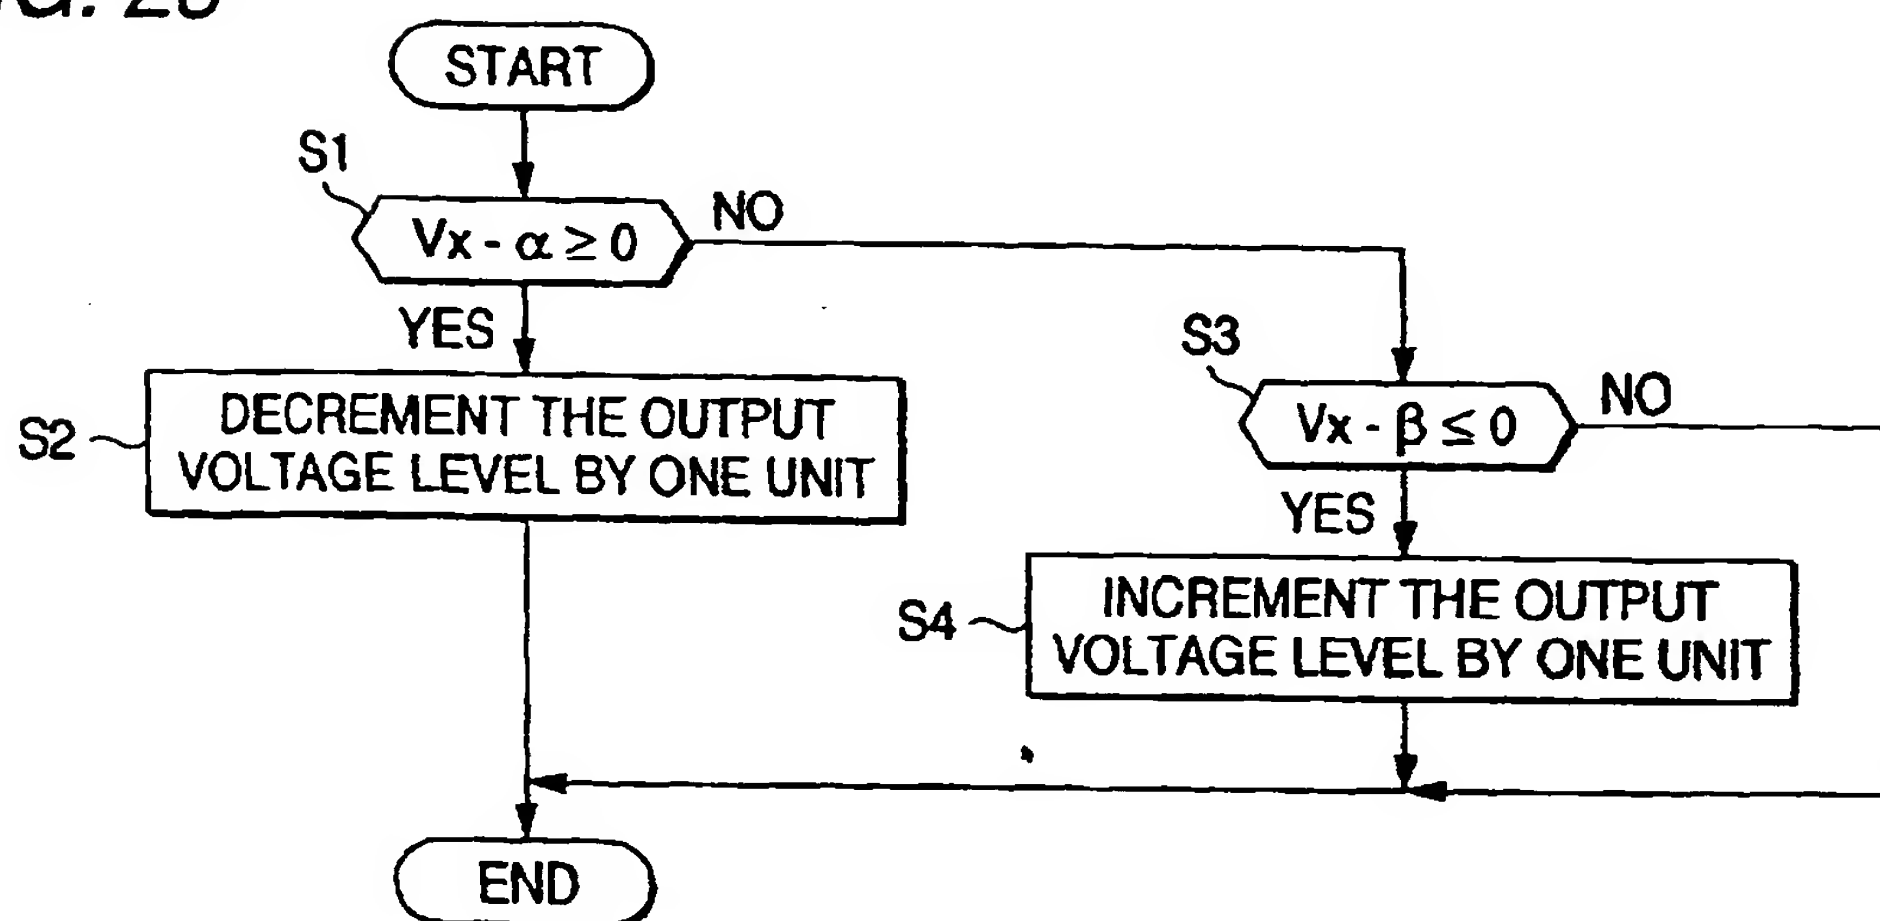 START
S1
Vx - α ≥ 0
NO
YES
S2
DECREMENT THE OUTPUT
VOLTAGE LEVEL BY ONE UNIT
S3
Vx - β ≤ 0
NO
YES
S4
INCREMENT THE OUTPUT
VOLTAGE LEVEL BY ONE UNIT
END